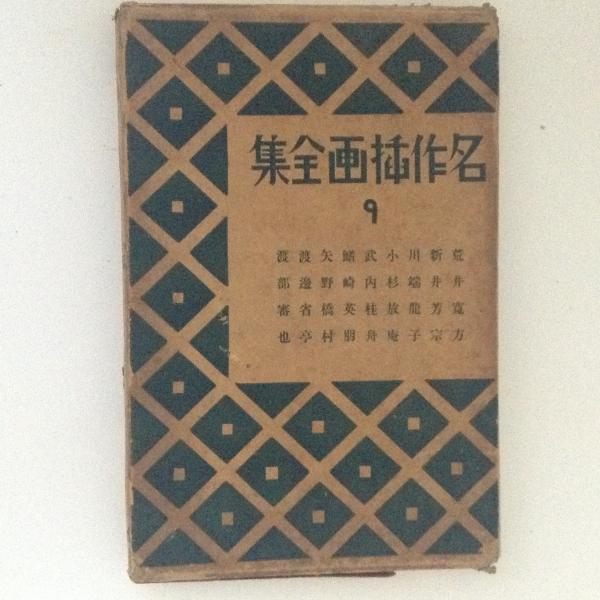 名作挿画全集
9
荒井寛方
新井芳宗
川端龍子
小杉放庵
武内桂舟
鰭崎英朋
矢野橋村
渡邊省亭
渡部審也